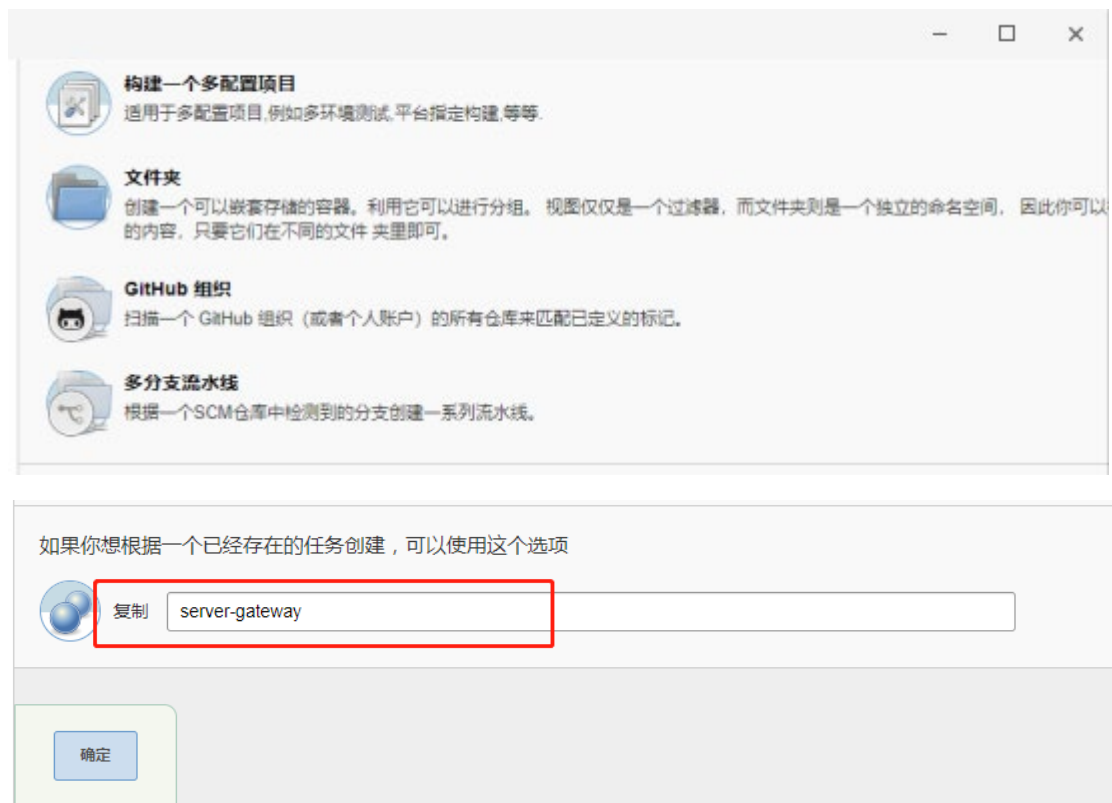 构建一个多配置项目
适用于多配置项目,例如多环境测试,平台指定构建,等等.
文件夹
创建一个可以嵌套存储的容器。利用它可以进行分组。 视图仅仅是一个过滤器，而文件夹则是一个独立的命名空间， 因此你可以
的内容，只要它们在不同的文件 夹里即可。
GitHub 组织
扫描一个 GitHub 组织（或者个人账户）的所有仓库来匹配已定义的标记。
多分支流水线
根据一个SCM仓库中检测到的分支创建一系列流水线。
如果你想根据一个已经存在的任务创建，可以使用这个选项
复制 server-gateway
确定